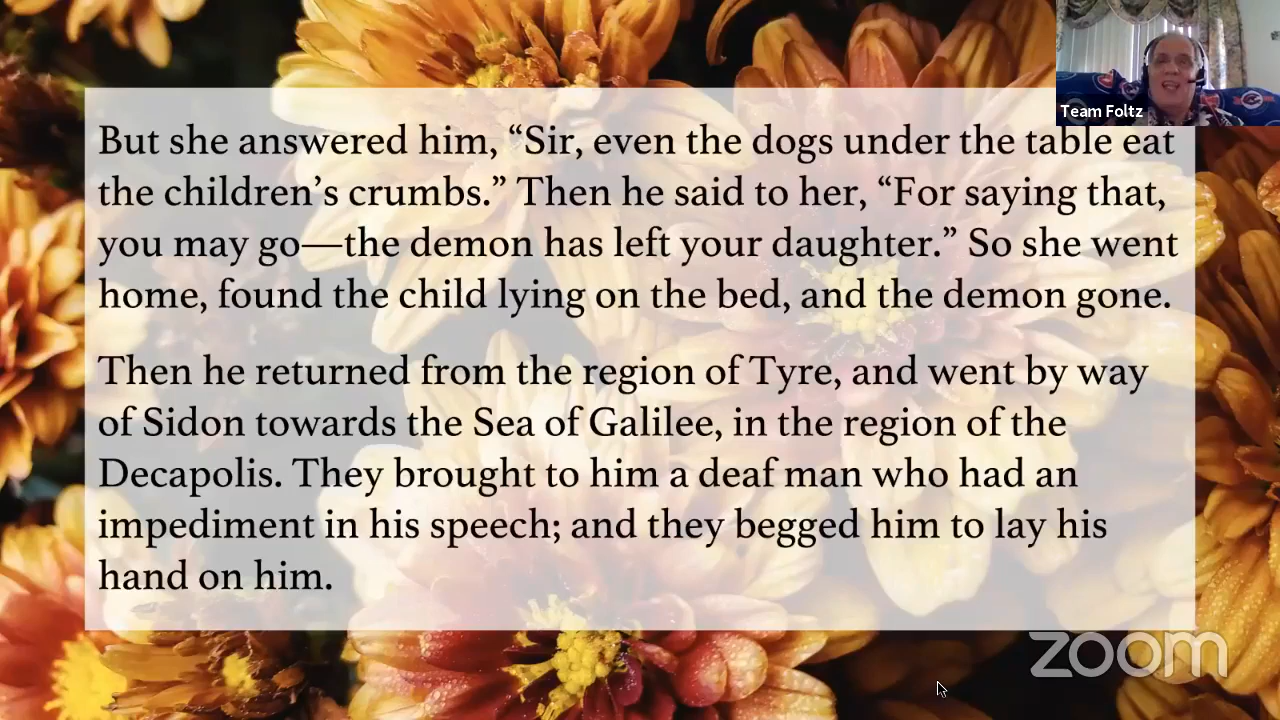 Team Foltz
But she answered him, “Sir, even the dogs under the table eat
the children’s crumbs.” Then he said to her, “For saying that,
you may go—the demon has left your daughter.” So she went
home, found the child lying on the bed, and the demon gone.
Then he returned from the region of Tyre, and went by way
of Sidon towards the Sea of Galilee, in the region of the
Decapolis. They brought to him a deaf man who had an
impediment in his speech; and they begged him to lay his
hand on him.
zoom